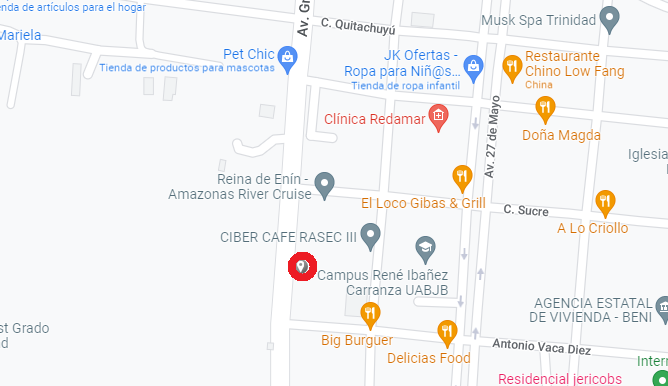 enda de artículos para el hogar
Mariela
Av. Gr
C. Quitachuyú
Musk Spa Trinidad
Pet Chic
Tienda de productos para mascotas
JK Ofertas -
Ropa para Niñ@s...
Tienda de ropa infantil
Restaurante
Chino Low Fang
China
Clínica Redamar
Av. 27 de Mayo
Doña Magda
Iglesia
Reina de Enín -
Amazonas River Cruise
El Loco Gibas & Grill
C. Sucre
A Lo Criollo
CIBER CAFE RASEC III
Campus René Ibañez
Carranza UABJB
AGENCIA ESTATAL
DE VIVIENDA - BENI
st Grado
d
Big Burguer
Delicias Food
Antonio Vaca Diez
Intern
Residencial jericobs